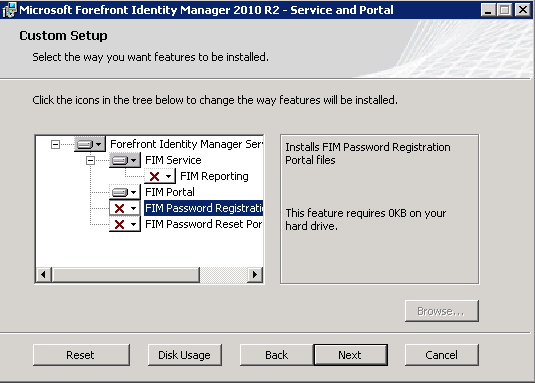 Microsoft Forefront Identity Manager 2010 R2 - Service and Portal
Custom Setup
Select the way you want features to be installed.
Click the icons in the tree below to change the way features will be installed.
Forefront Identity Manager Ser
FIM Service
FIM Reporting
FIM Portal
FIM Password Registrati
FIM Password Reset Por
Installs FIM Password Registration
Portal files
This feature requires 0KB on your
hard drive.
Browse...
Reset
Disk Usage
Back
Next
Cancel